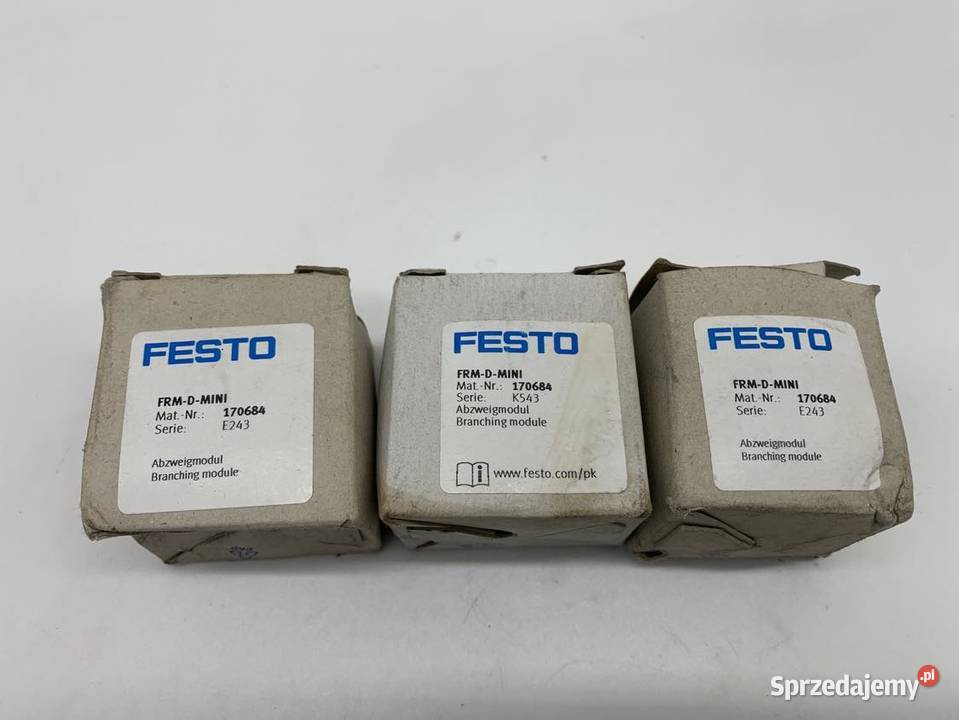 FESTO
FRM-D-MINI
Mat.-Nr.: 170684
Serie: E243
Abzweigmodul
Branching module
FESTO
FRM-D-MINI
Mat.-Nr.: 170684
Serie: K543
Abzweigmodul
Branching module
www.festo.com/pk
FESTO
FRM-D-MINI
Mat.-Nr.: 170684
Serie: E243
Abzweigmodul
Branching module
Sprzedajemy.pl